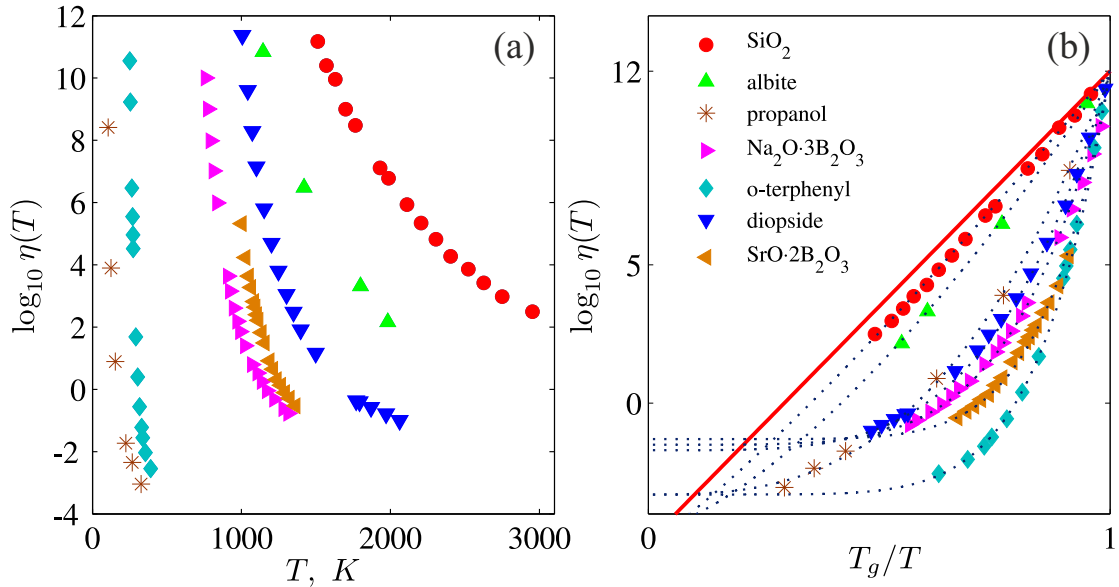 (a)
log₁₀ η(T)
12
10
8
6
4
2
0
-2
-4
0 1000 2000 3000
T, K
(b)
SiO₂
albite
propanol
Na₂O·3B₂O₃
o-terphenyl
diopside
SrO·2B₂O₃
log₁₀ η(T)
12
5
0
0 1
T_g/T